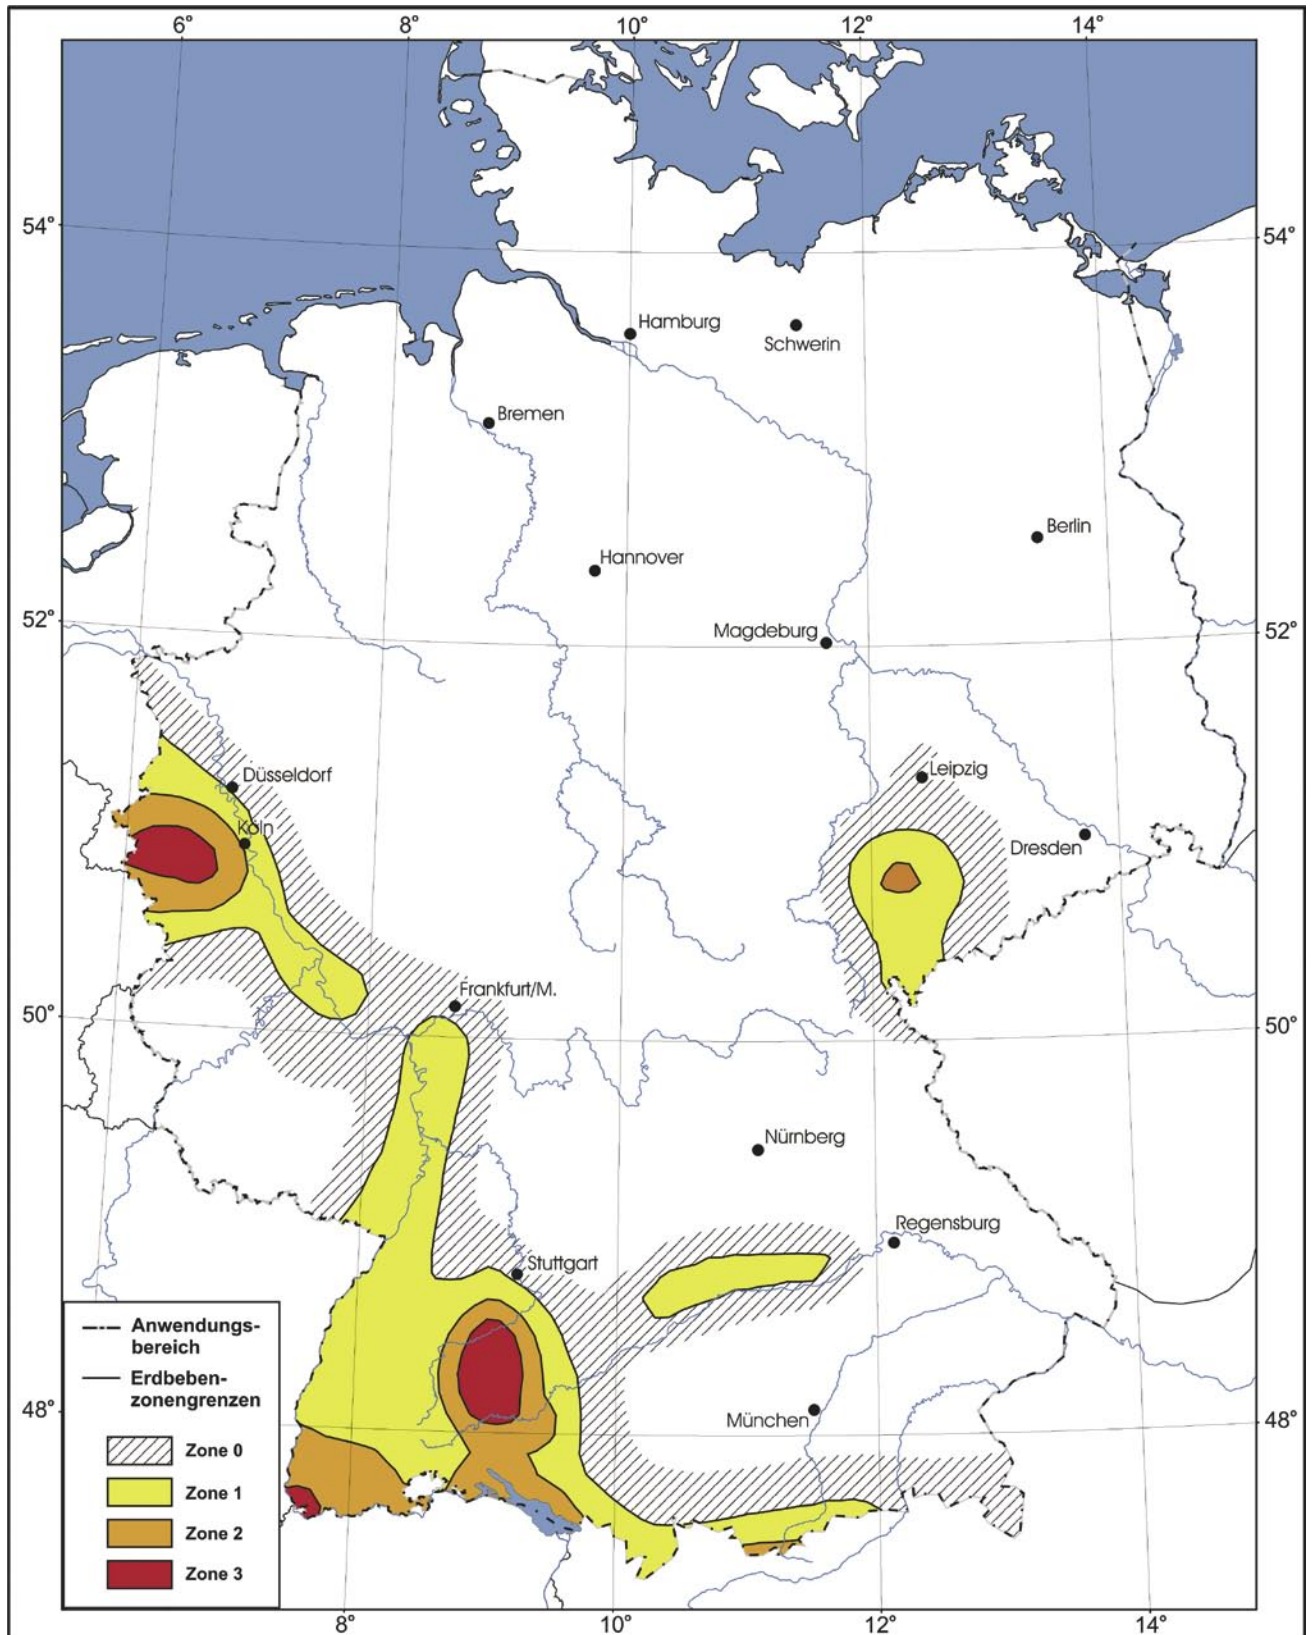 6° 8° 10° 12° 14°
54° 54°
Hamburg
Schwerin
Bremen
Berlin
Hannover
52° 52°
Magdeburg
Düsseldorf
Leipzig
Köln
Dresden
Frankfurt/M.
50° 50°
Nürnberg
Regensburg
Stuttgart
Anwendungs-
bereich
Erdbeben-
zonengrenzen
48° 48°
München
Zone 0
Zone 1
Zone 2
Zone 3
8° 10° 12° 14°